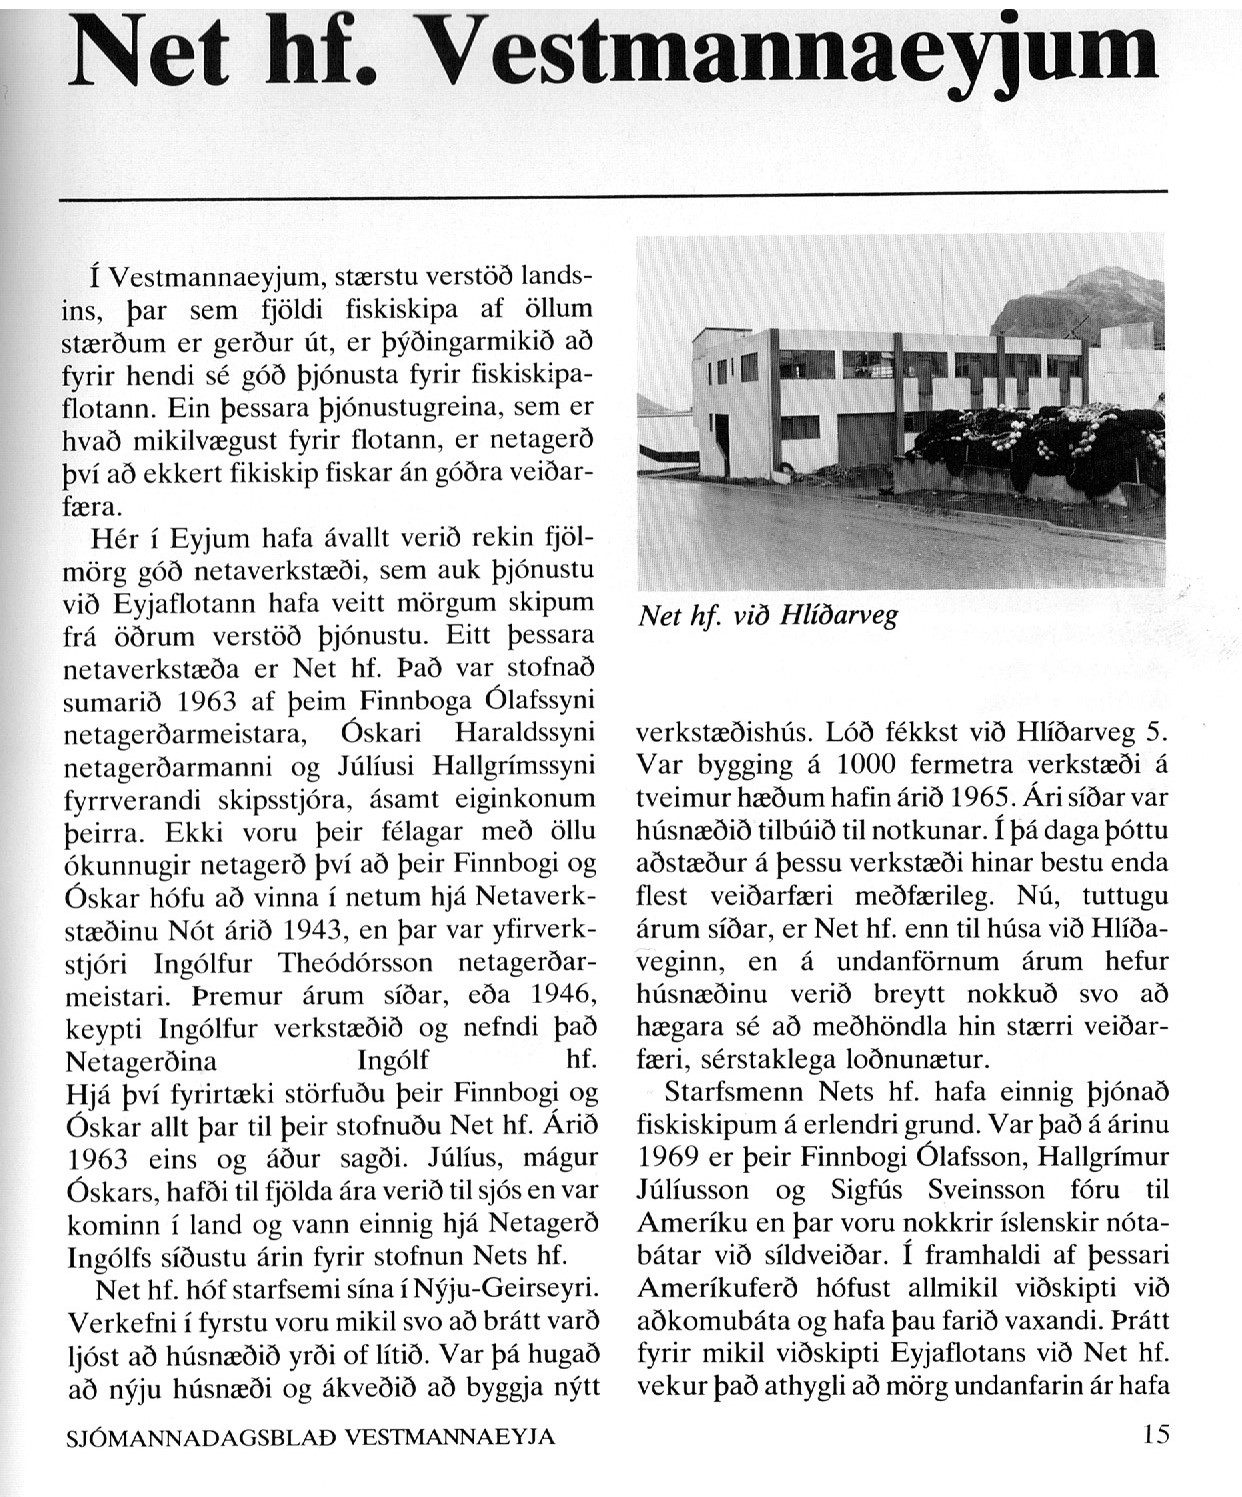 Net hf. Vestmannaeyjum
Í Vestmannaeyjum, stærstu verstöð lands-
ins, þar sem fjöldi fiskiskipa af öllum
stærðum er gerður út, er þýðingarmikið að
fyrir hendi sé góð þjónusta fyrir fiskiskipa-
flotann. Ein þessara þjónustugreina, sem er
hvað mikilvægust fyrir flotann, er netagerð
því að ekkert fikiskip fiskar án góðra veiðar-
færa.
Hér í Eyjum hafa ávallt verið rekin fjöl-
mörg góð netaverkstæði, sem auk þjónustu
við Eyjaflotann hafa veitt mörgum skipum
frá öðrum verstöð þjónustu. Eitt þessara
netaverkstæða er Net hf. Það var stofnað
sumarið 1963 af þeim Finnboga Ólafssyni
netagerðarmeistara, Óskari Haraldssyni
netagerðarmanni og Júlíusi Hallgrímssyni
fyrrverandi skipsstjóra, ásamt eiginkonum
þeirra. Ekki voru þeir félagar með öllu
ókunnugir netagerð því að þeir Finnbogi og
Óskar hófu að vinna í netum hjá Netaverk-
stæðinu Nót árið 1943, en þar var yfirverk-
stjóri Ingólfur Theódórsson netagerðar-
meistari. Þremur árum síðar, eða 1946,
keypti Ingólfur verkstæðið og nefndi það
Netagerðina Ingólf hf.
Hjá því fyrirtæki störfuðu þeir Finnbogi og
Óskar allt þar til þeir stofnuðu Net hf. Árið
1963 eins og áður sagði. Júlíus, mágur
Óskars, hafði til fjölda ára verið til sjós en var
kominn í land og vann einnig hjá Netagerð
Ingólfs síðustu árin fyrir stofnun Nets hf.
Net hf. hóf starfsemi sína í Nýju-Geirseyri.
Verkefni í fyrstu voru mikil svo að brátt varð
ljóst að húsnæðið yrði of lítið. Var þá hugað
að nýju húsnæði og ákveðið að byggja nýtt
Net hf. við Hlíðarveg
verkstæðishús. Lóð fékkst við Hlíðarveg 5.
Var bygging á 1000 fermetra verkstæði á
tveimur hæðum hafin árið 1965. Ári síðar var
húsnæðið tilbúið til notkunar. Í þá daga þóttu
aðstæður á þessu verkstæði hinar bestu enda
flest veiðarfæri meðfærileg. Nú, tuttugu
árum síðar, er Net hf. enn til húsa við Hlíða-
veginn, en á undanförnum árum hefur
húsnæðinu verið breytt nokkuð svo að
hægara sé að meðhöndla hin stærri veiðar-
færi, sérstaklega loðnunætur.
Starfsmenn Nets hf. hafa einnig þjónað
fiskiskipum á erlendri grund. Var það á árinu
1969 er þeir Finnbogi Ólafsson, Hallgrímur
Júlíusson og Sigfús Sveinsson fóru til
Ameríku en þar voru nokkrir íslenskir nóta-
bátar við síldveiðar. Í framhaldi af þessari
Ameríkuferð hófust allmikil viðskipti við
aðkomubáta og hafa þau farið vaxandi. Þrátt
fyrir mikil viðskipti Eyjaflotans við Net hf.
vekur það athygli að mörg undanfarin ár hafa
SJÓMANNADAGSBLAÐ VESTMANNAEYJA
15